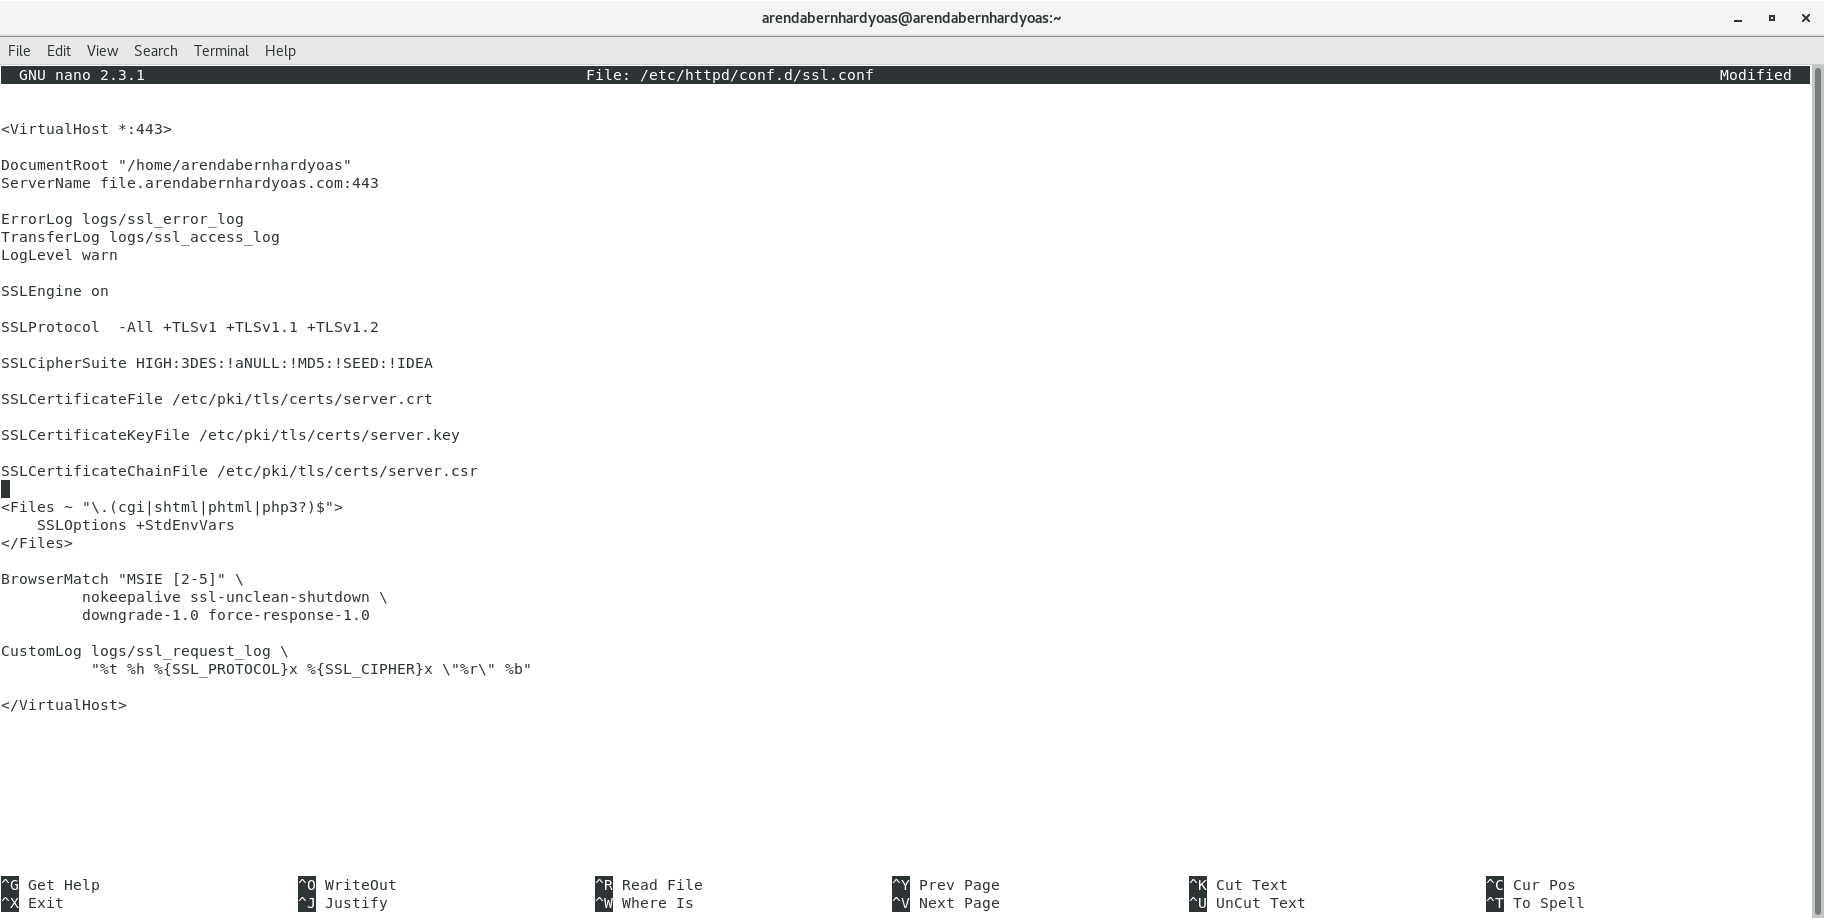 arendabernhardyoas@arendabernhardyoas:~
File Edit View Search Terminal Help
GNU nano 2.3.1 File: /etc/httpd/conf.d/ssl.conf Modified
<VirtualHost *:443>
DocumentRoot "/home/arendabernhardyoas"
ServerName file.arendabernhardyoas.com:443
ErrorLog logs/ssl_error_log
TransferLog logs/ssl_access_log
LogLevel warn
SSLEngine on
SSLProtocol  -All +TLSv1 +TLSv1.1 +TLSv1.2
SSLCipherSuite HIGH:3DES:!aNULL:!MD5:!SEED:!IDEA
SSLCertificateFile /etc/pki/tls/certs/server.crt
SSLCertificateKeyFile /etc/pki/tls/certs/server.key
SSLCertificateChainFile /etc/pki/tls/certs/server.csr
<Files ~ "\.(cgi|shtml|phtml|php3?)$">
    SSLOptions +StdEnvVars
</Files>
BrowserMatch "MSIE [2-5]" \
         nokeepalive ssl-unclean-shutdown \
         downgrade-1.0 force-response-1.0
CustomLog logs/ssl_request_log \
          "%t %h %{SSL_PROTOCOL}x %{SSL_CIPHER}x \"%r\" %b"
</VirtualHost>
^G Get Help ^O WriteOut ^R Read File ^Y Prev Page ^K Cut Text ^C Cur Pos
^X Exit ^J Justify ^W Where Is ^V Next Page ^U UnCut Text ^T To Spell